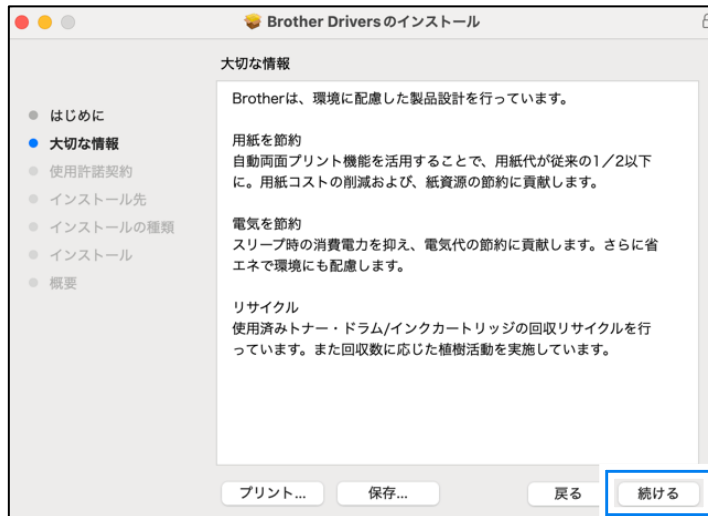 Brother Driversのインストール
大切な情報
はじめに
大切な情報
使用許諾契約
インストール先
インストールの種類
インストール
概要
Brotherは、環境に配慮した製品設計を行っています。
用紙を節約
自動両面プリント機能を活用することで、用紙代が従来の1／2以下
に。用紙コストの削減および、紙資源の節約に貢献します。
電気を節約
スリープ時の消費電力を抑え、電気代の節約に貢献します。さらに省
エネで環境にも配慮します。
リサイクル
使用済みトナー・ドラム/インクカートリッジの回収リサイクルを行
っています。また回収数に応じた植樹活動を実施しています。
プリント...
保存...
戻る
続ける